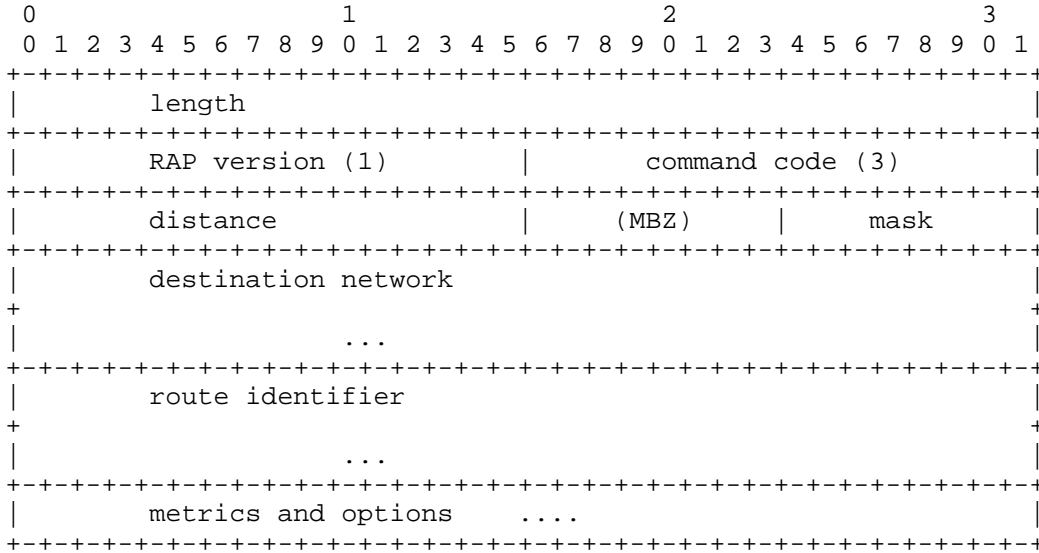 0                   1                   2                   3
 0 1 2 3 4 5 6 7 8 9 0 1 2 3 4 5 6 7 8 9 0 1 2 3 4 5 6 7 8 9 0 1
+-+-+-+-+-+-+-+-+-+-+-+-+-+-+-+-+-+-+-+-+-+-+-+-+-+-+-+-+-+-+-+-+
|        length                                                 |
+-+-+-+-+-+-+-+-+-+-+-+-+-+-+-+-+-+-+-+-+-+-+-+-+-+-+-+-+-+-+-+-+
|        RAP version (1)        |       command code (3)        |
+-+-+-+-+-+-+-+-+-+-+-+-+-+-+-+-+-+-+-+-+-+-+-+-+-+-+-+-+-+-+-+-+
|        distance               |     (MBZ)     |     mask      |
+-+-+-+-+-+-+-+-+-+-+-+-+-+-+-+-+-+-+-+-+-+-+-+-+-+-+-+-+-+-+-+-+
|        destination network                                    |
+                                                               +
|                    ...                                        |
+-+-+-+-+-+-+-+-+-+-+-+-+-+-+-+-+-+-+-+-+-+-+-+-+-+-+-+-+-+-+-+-+
|        route identifier                                       |
+                                                               +
|                    ...                                        |
+-+-+-+-+-+-+-+-+-+-+-+-+-+-+-+-+-+-+-+-+-+-+-+-+-+-+-+-+-+-+-+-+
|        metrics and options    ....                            |
+-+-+-+-+-+-+-+-+-+-+-+-+-+-+-+-+-+-+-+-+-+-+-+-+-+-+-+-+-+-+-+-+